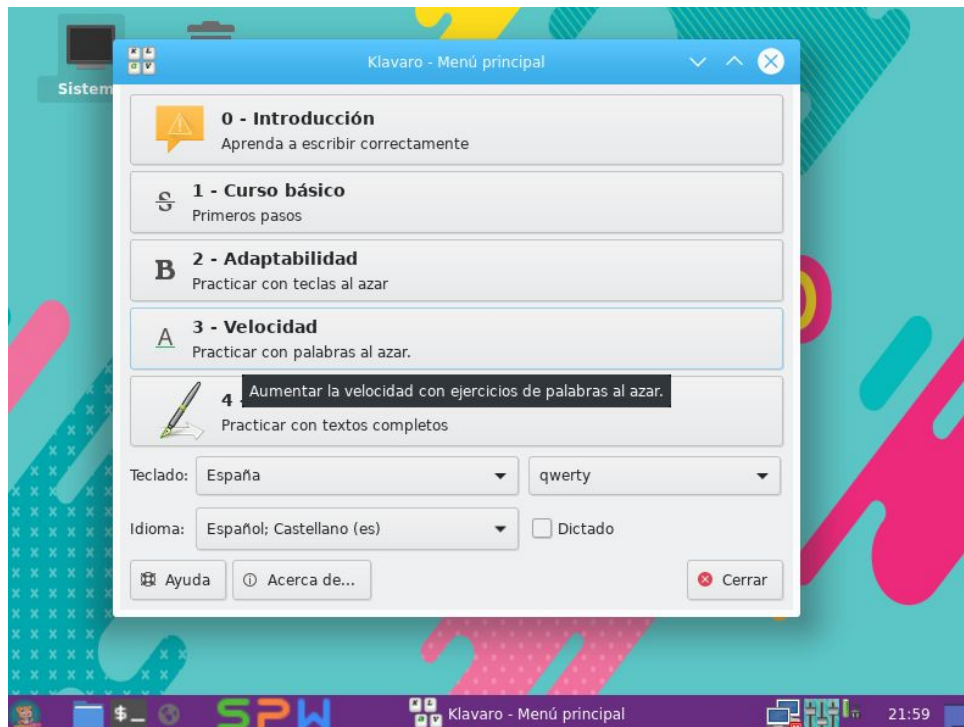 Sistem
Klavaro - Menú principal
0 - Introducción
Aprenda a escribir correctamente
1 - Curso básico
Primeros pasos
2 - Adaptabilidad
Practicar con teclas al azar
3 - Velocidad
Practicar con palabras al azar.
Aumentar la velocidad con ejercicios de palabras al azar.
4 -
Practicar con textos completos
Teclado: España qwerty
Idioma: Español; Castellano (es) Dictado
Ayuda Acerca de... Cerrar
SPW Klavaro - Menú principal 21:59